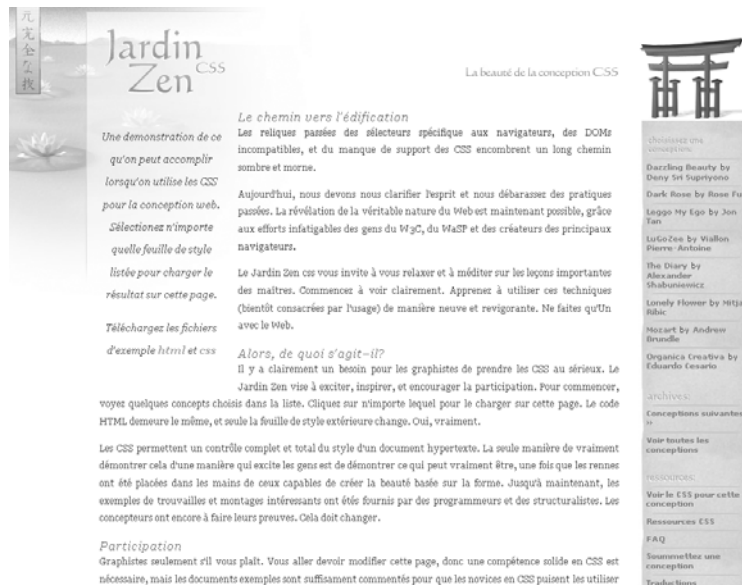 元
完
全
な
Jardin
Zen CSS
La beauté de la conception CSS
Une demonstration de ce
qu'on peut accomplir
lorsqu'on utilise les CSS
pour la conception web.
Sélectionez n'importe
quelle feuille de style
listée pour charger le
résultat sur cette page.
Téléchargez les fichiers
d'exemple html et css
Le chemin vers l'édification
Les reliques passées des sélecteurs spécifique aux navigateurs, des DOMs
incompatibles, et du manque de support des CSS encombrent un long chemin
sombre et morne.
Aujourd'hui, nous devons nous clarifier l'esprit et nous débarasser des pratiques
passées. La révélation de la véritable nature du Web est maintenant possible, grâce
aux efforts infatigables des gens du W3C, du WaSP et des créateurs des principaux
navigateurs.
Le Jardin Zen css vous invite à vous relaxer et à méditer sur les leçons importantes
des maîtres. Commencez à voir clairement. Apprenez à utiliser ces techniques
(bientôt consacrées par l'usage) de manière neuve et revigorante. Ne faites qu'Un
avec le Web.
Alors, de quoi s'agit-il?
Il y a clairement un besoin pour les graphistes de prendre les CSS au sérieux. Le
Jardin Zen vise à exciter, inspirer, et encourager la participation. Pour commencer,
voyez quelques concepts choisis dans la liste. Cliquez sur n'importe lequel pour le charger sur cette page. Le code
HTML demeure le même, et seule la feuille de style extérieure change. Oui, vraiment.
Les CSS permettent un contrôle complet et total du style d'un document hypertexte. La seule manière de vraiment
démontrer cela d'une manière qui excite les gens est de démontrer ce qui peut vraiment être, une fois que les rennes
ont été placées dans les mains de ceux capables de créer la beauté basée sur la forme. Jusqu'à maintenant, les
exemples de trouvailles et montages intéressants ont étés fournis par des programmeurs et des structuralistes. Les
concepteurs ont encore à faire leurs preuves. Cela doit changer.
Participation
Graphistes seulement s'il vous plaît. Vous aller devoir modifier cette page, donc une compétence solide en CSS est
nécessaire, mais les documents exemples sont suffisament commentés pour que les novices en CSS puisent les utiliser
choisissez une
conception:
Dazzling Beauty by
Deny Sri Supriyono
Dark Rose by Rose Fu
Leggo My Ego by Jon
Tan
LuGoZee by Viallon
Pierre-Antoine
The Diary by
Alexander
Shabuniewicz
Lonely Flower by Mitja
Ribic
Mozart by Andrew
Brundle
Organica Creativa by
Eduardo Cesario
archives:
Conceptions suivantes
»
Voir toutes les
conceptions
ressources:
Voir le CSS pour cette
conception
Ressources CSS
FAQ
Soummettez une
conception
Traductions